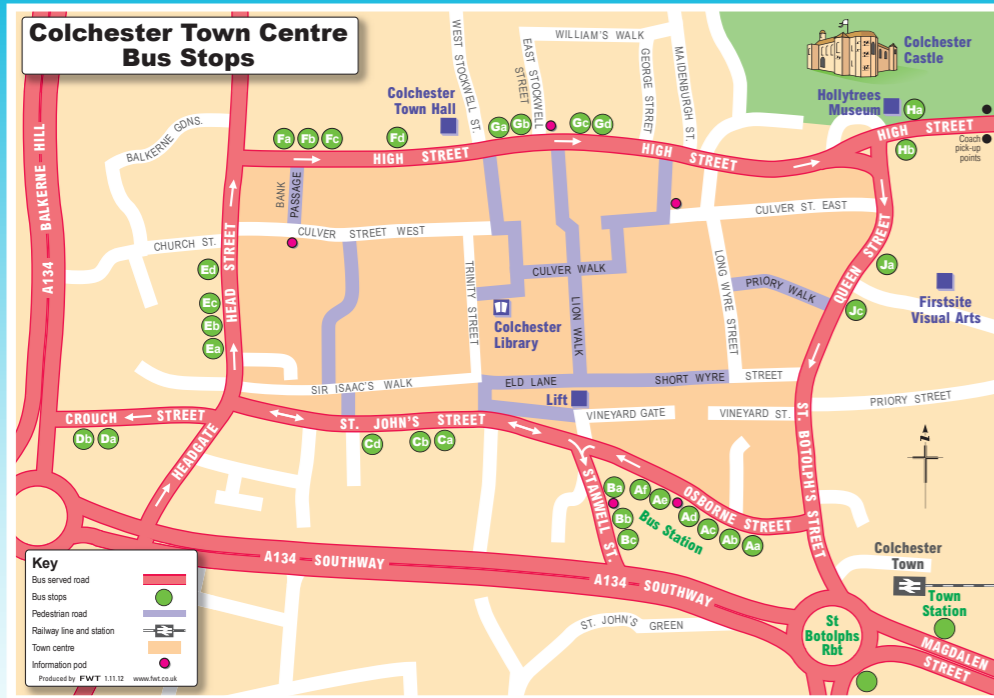 Colchester Town Centre
Bus Stops
WILLIAM'S WALK
WEST STOCKWELL ST.
EAST STOCKWELL
STREET
GEORGE STRRET
MAIDENBURGH ST.
Colchester
Castle
Colchester
Town Hall
Hollytrees
Museum
Ha
Hb
HIGH STREET
Coach
pick-up
points
BALKERNE HILL
A134
BALKERNE GDNS.
Fa
Fb
Fc
Fd
Ga
Gb
Gc
Gd
HIGH STREET
HIGH STREET
BANK
PASSAGE
CULVER STREET WEST
CULVER ST. EAST
CHURCH ST.
HEAD STREET
Ed
Ec
Eb
Ea
TRINITY STREET
CULVER WALK
LION WALK
LONG WYRE STREET
PRIORY WALK
QUEEN STREET
Ja
Jc
Firstsite
Visual Arts
Colchester
Library
SIR ISAAC'S WALK
ELD LANE
SHORT WYRE
STREET
Lift
VINEYARD GATE
VINEYARD ST.
PRIORY STREET
CROUCH
STREET
Db
Da
HEADGATE
ST. JOHN'S STREET
Cd
Cb
Ca
STANWELL ST.
OSBORNE STREET
ST. BOTOLPH'S STREET
N
Ba
Bb
Bc
Af
Ae
Ad
Ac
Ab
Aa
Bus Station
A134 SOUTHWAY
A134 SOUTHWAY
Colchester
Town
Town
Station
ST. JOHN'S GREEN
St
Botolphs
Rbt
MAGDALEN
STREET
Key
Bus served road
Bus stops
Pedestrian road
Railway line and station
Town centre
Information pod
Produced by FWT 1.11.12 www.fwt.co.uk